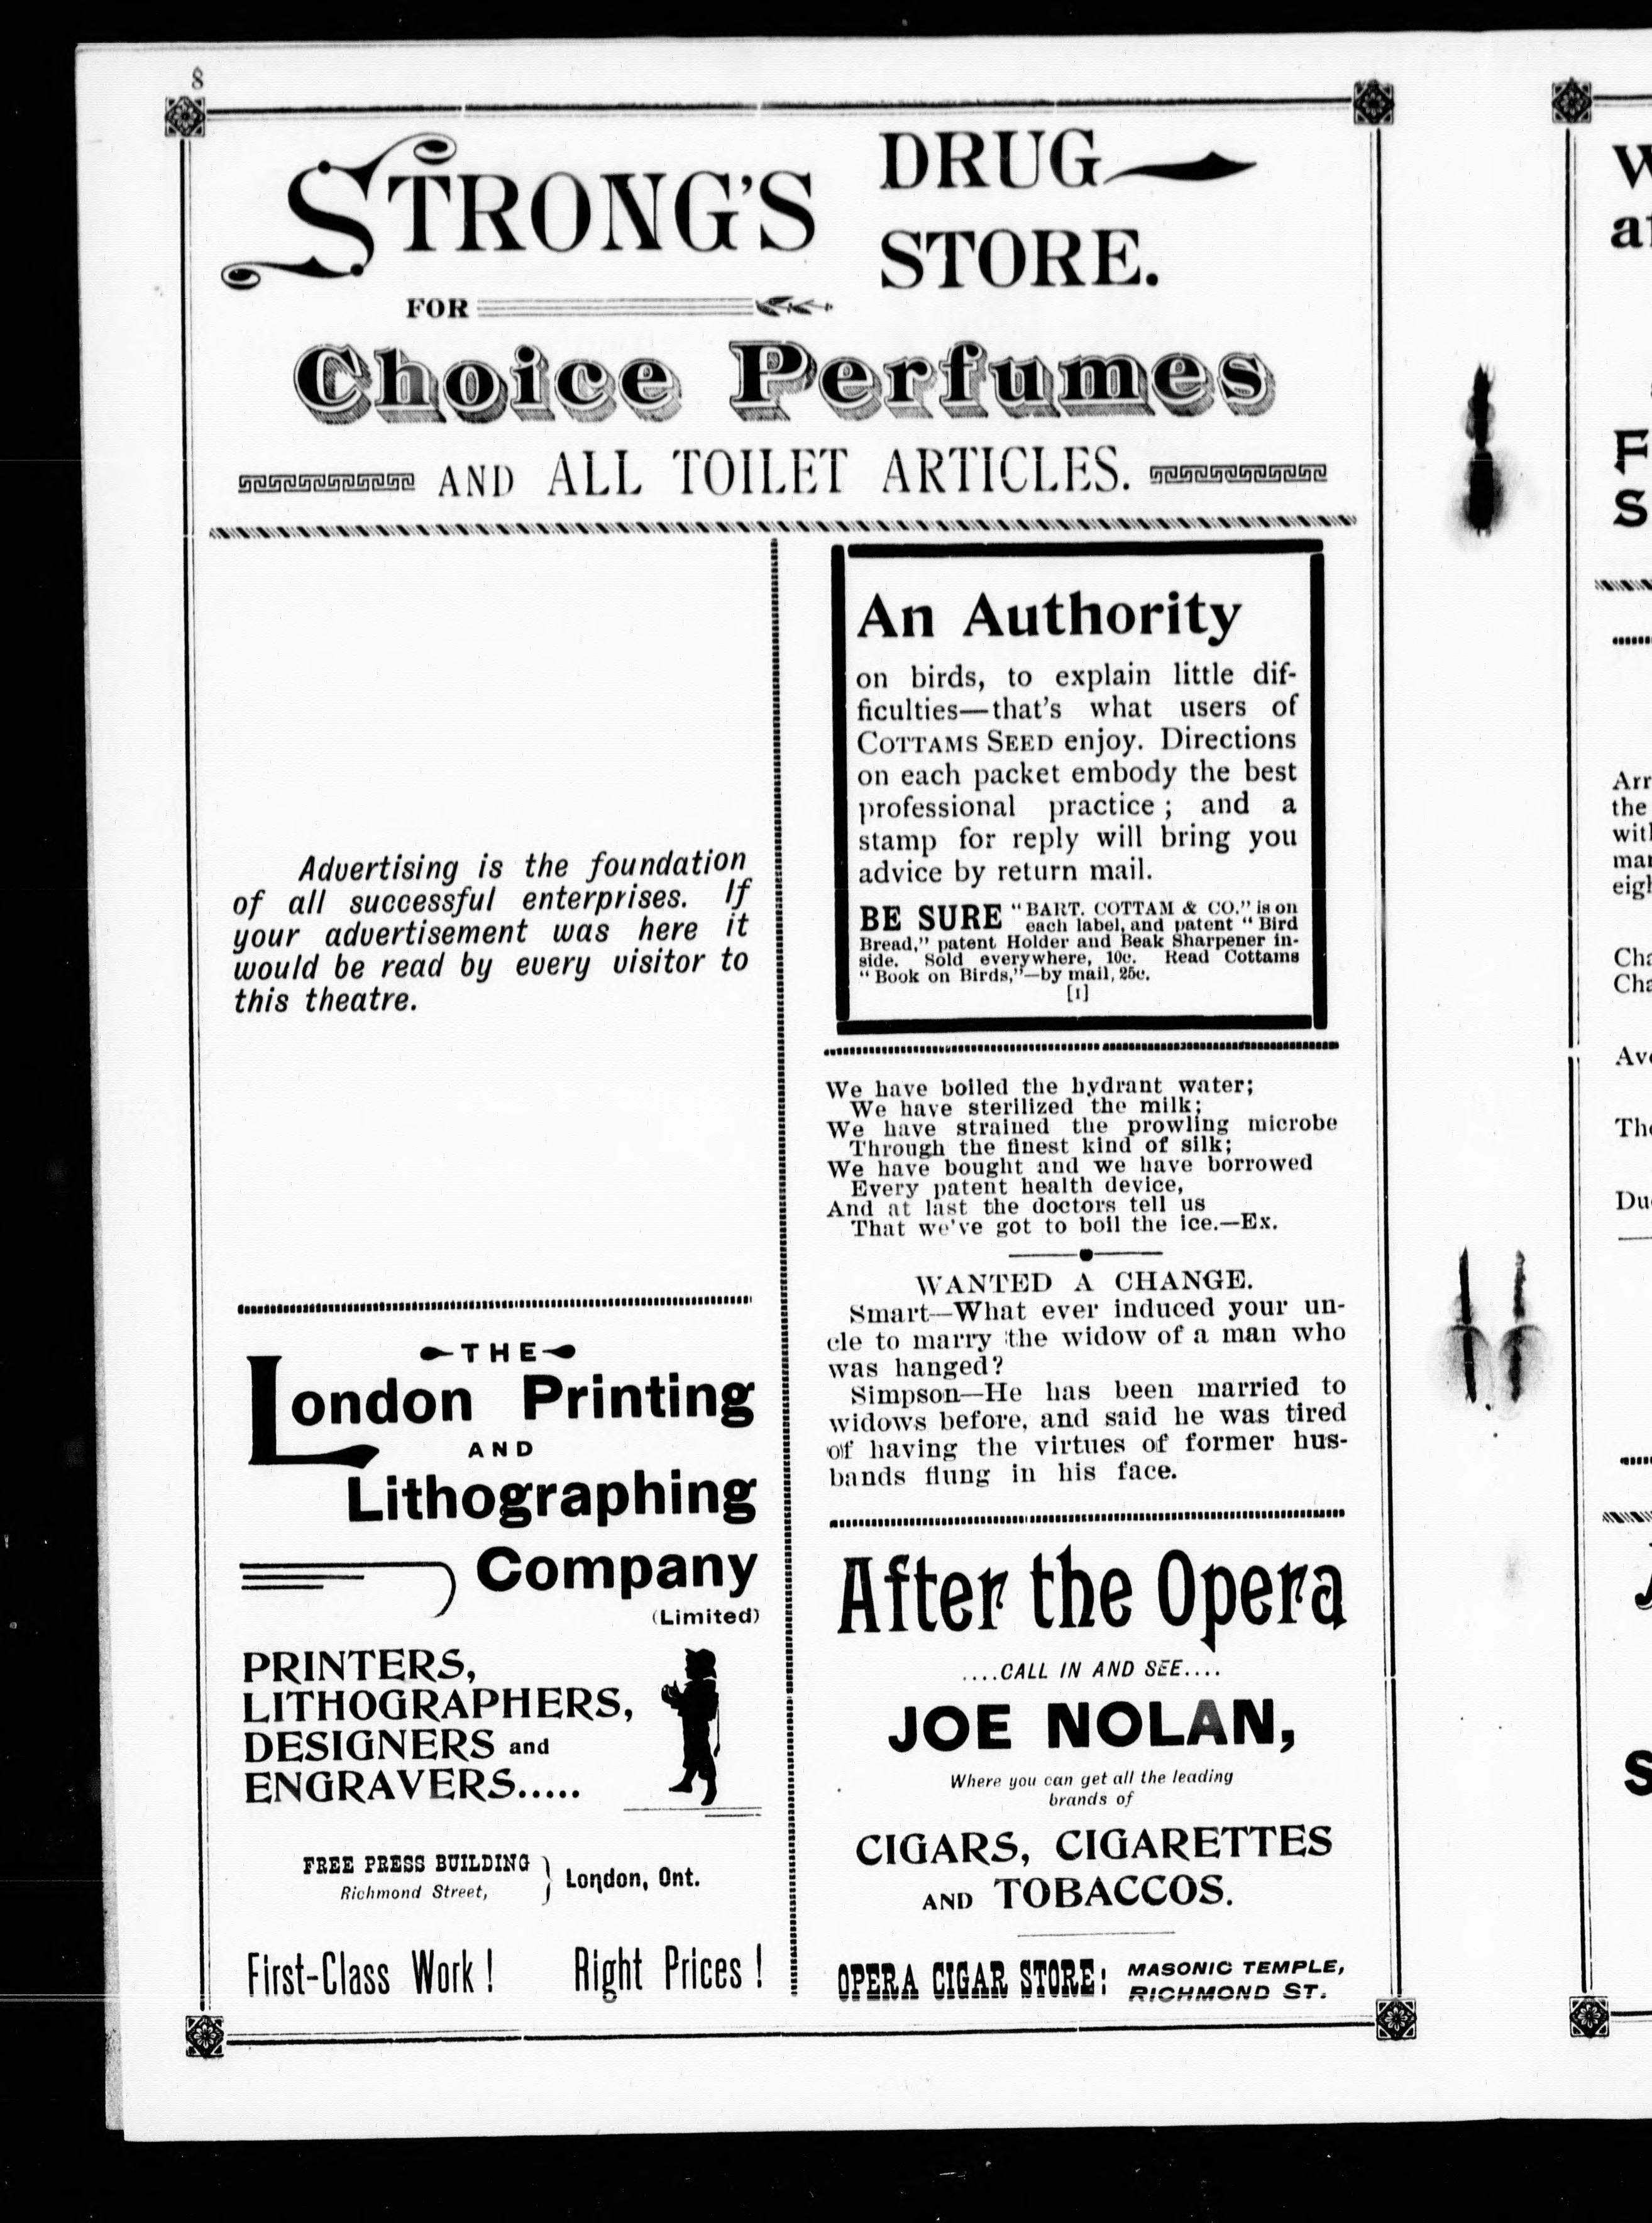 8
STRONG'S DRUG
STORE.
FOR
Choice Perfumes
AND ALL TOILET ARTICLES.
Advertising is the foundation
of all successful enterprises. If
your advertisement was here it
would be read by every visitor to
this theatre.
THE
London Printing
AND
Lithographing
Company
(Limited)
PRINTERS,
LITHOGRAPHERS,
DESIGNERS and
ENGRAVERS.....
FREE PRESS BUILDING
Richmond Street,
} London, Ont.
First-Class Work! Right Prices!
An Authority
on birds, to explain little dif-
ficulties—that's what users of
COTTAMS SEED enjoy. Directions
on each packet embody the best
professional practice; and a
stamp for reply will bring you
advice by return mail.
BE SURE "BART. COTTAM & CO." is on
each label, and patent "Bird
Bread," patent Holder and Beak Sharpener in-
side. Sold everywhere, 10c. Read Cottams
"Book on Birds,"—by mail, 25c.
[1]
We have boiled the hydrant water;
We have sterilized the milk;
We have strained the prowling microbe
Through the finest kind of silk;
We have bought and we have borrowed
Every patent health device,
And at last the doctors tell us
That we've got to boil the ice.—Ex.
WANTED A CHANGE.
Smart—What ever induced your un-
cle to marry the widow of a man who
was hanged?
Simpson—He has been married to
widows before, and said he was tired
of having the virtues of former hus-
bands flung in his face.
After the Opera
....CALL IN AND SEE....
JOE NOLAN,
Where you can get all the leading
brands of
CIGARS, CIGARETTES
AND TOBACCOS.
OPERA CIGAR STORE: MASONIC TEMPLE,
RICHMOND ST.